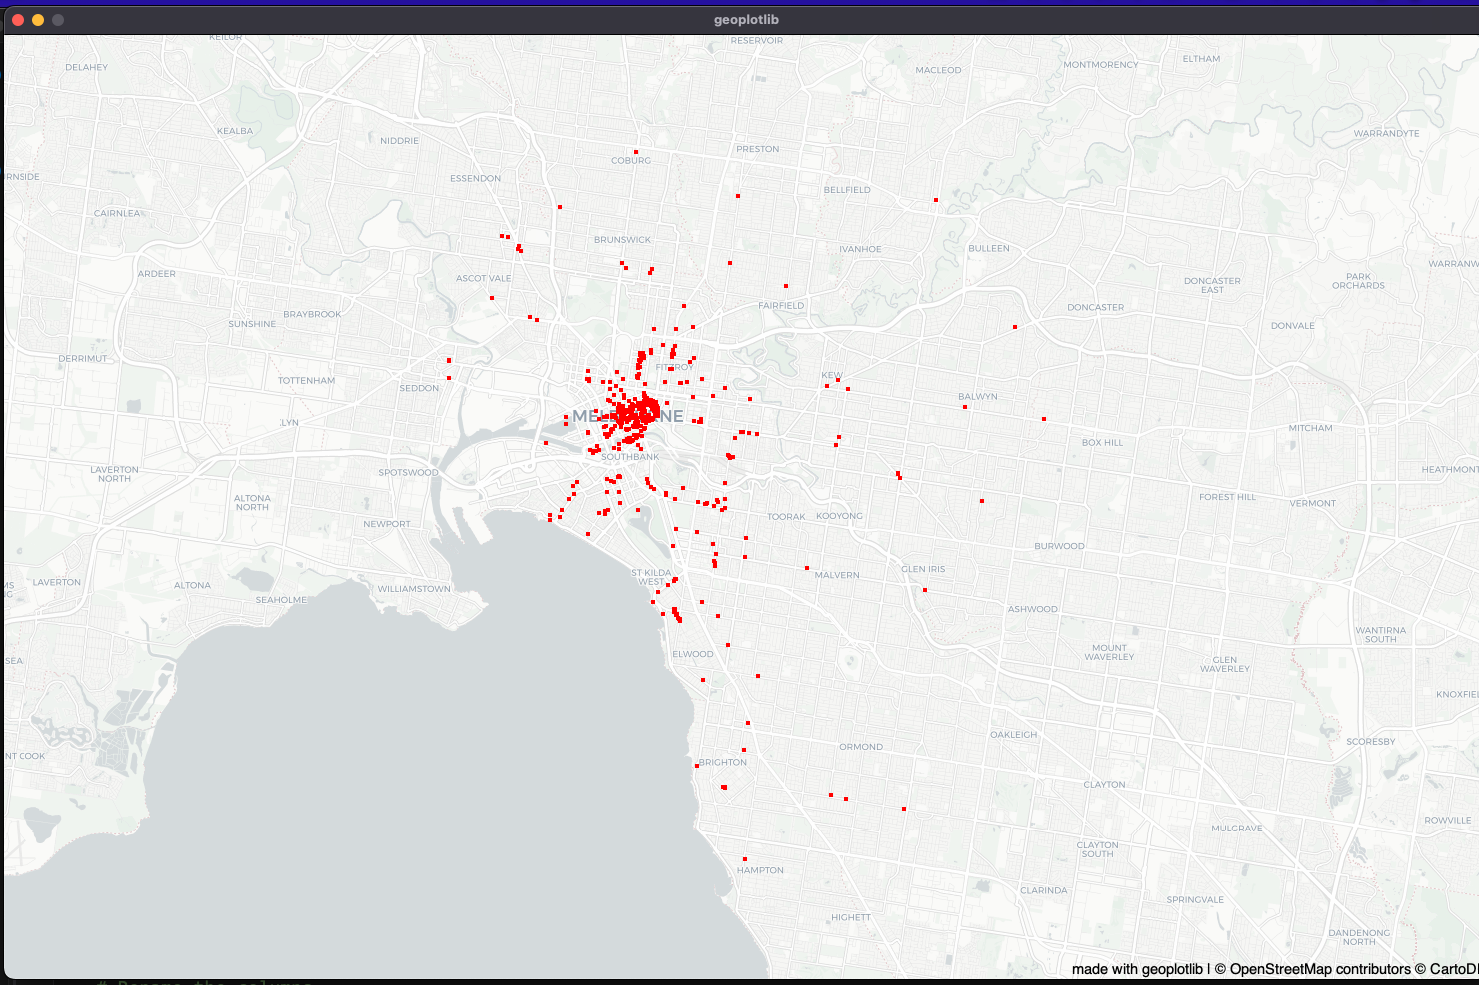 geoplotlib
KEILOR
RESERVOIR
DELAHEY
MACLEOD
MONTMORENCY
ELTHAM
KEALBA
NIDDRIE
WARRANDYTE
COBURG
PRESTON
RNSIDE
ESSENDON
BELLFIELD
CAIRNLEA
BRUNSWICK
IVANHOE
BULLEEN
ARDEER
ASCOT VALE
WARRANW
PARK
ORCHARDS
DONCASTER
EAST
FAIRFIELD
DONCASTER
BRAYBROOK
SUNSHINE
DONVALE
DERRIMUT
FITZROY
KEW
TOTTENHAM
SEDDON
BALWYN
MELBOURNE
LYN
MITCHAM
BOX HILL
SOUTHBANK
LAVERTON
NORTH
SPOTSWOOD
HEATHMONT
ALTONA
NORTH
FOREST HILL
VERMONT
NEWPORT
TOORAK
KOOYONG
BURWOOD
ST KILDA
WEST
MALVERN
GLEN IRIS
MS
NG
LAVERTON
ALTONA
WILLIAMSTOWN
SEAHOLME
ASHWOOD
WANTIRNA
SOUTH
SEA
ELWOOD
MOUNT
WAVERLEY
GLEN
WAVERLEY
KNOXFIE
OAKLEIGH
SCORESBY
ORMOND
NT COOK
BRIGHTON
CLAYTON
MULGRAVE
ROWVILLE
CLAYTON
SOUTH
HAMPTON
CLARINDA
SPRINGVALE
HIGHETT
DANDENONG
NORTH
made with geoplotlib | © OpenStreetMap contributors © CartoD